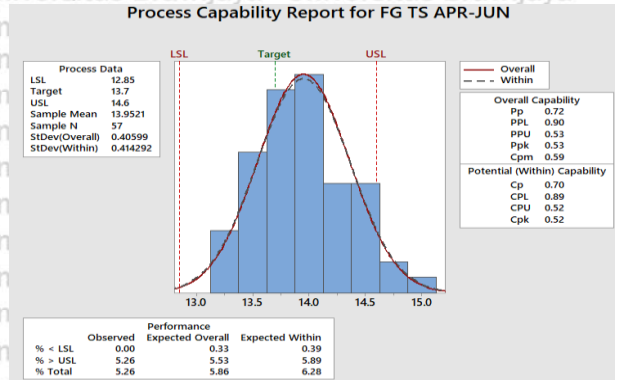 Process Capability Report for FG TS APR-JUN
LSL Target USL
Process Data
LSL 12.85
Target 13.7
USL 14.6
Sample Mean 13.9521
Sample N 57
StDev(Overall) 0.40599
StDev(Within) 0.414292
Overall
Within
Overall Capability
Pp 0.72
PPL 0.90
PPU 0.53
Ppk 0.53
Cpm 0.59
Potential (Within) Capability
Cp 0.70
CPL 0.89
CPU 0.52
Cpk 0.52
13.0 13.5 14.0 14.5 15.0
Performance
Observed Expected Overall Expected Within
% < LSL 0.00 0.33 0.39
% > USL 5.26 5.53 5.89
% Total 5.26 5.86 6.28